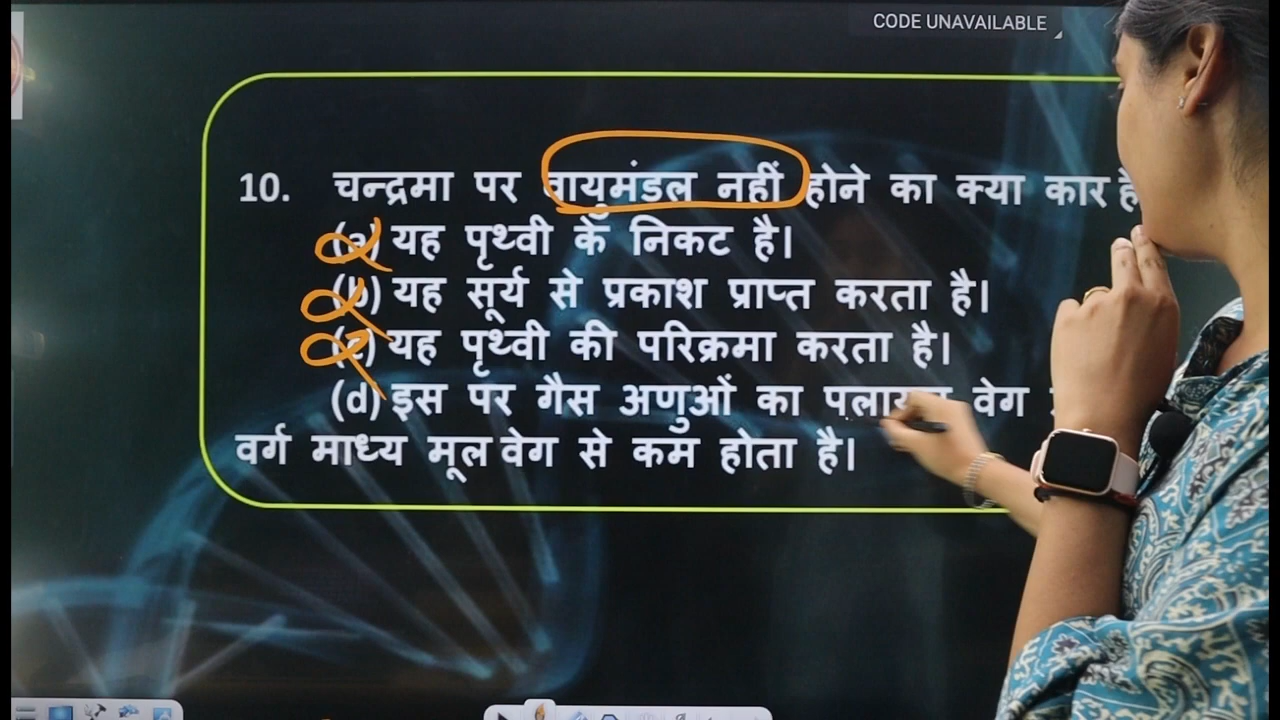 CODE UNAVAILABLE
10. चन्द्रमा पर वायुमंडल नहीं होने का क्या कार है
(a) यह पृथ्वी के निकट है।
(b) यह सूर्य से प्रकाश प्राप्त करता है।
(c) यह पृथ्वी की परिक्रमा करता है।
(d) इस पर गैस अणुओं का पलायन वेग
वर्ग माध्य मूल वेग से कम होता है।